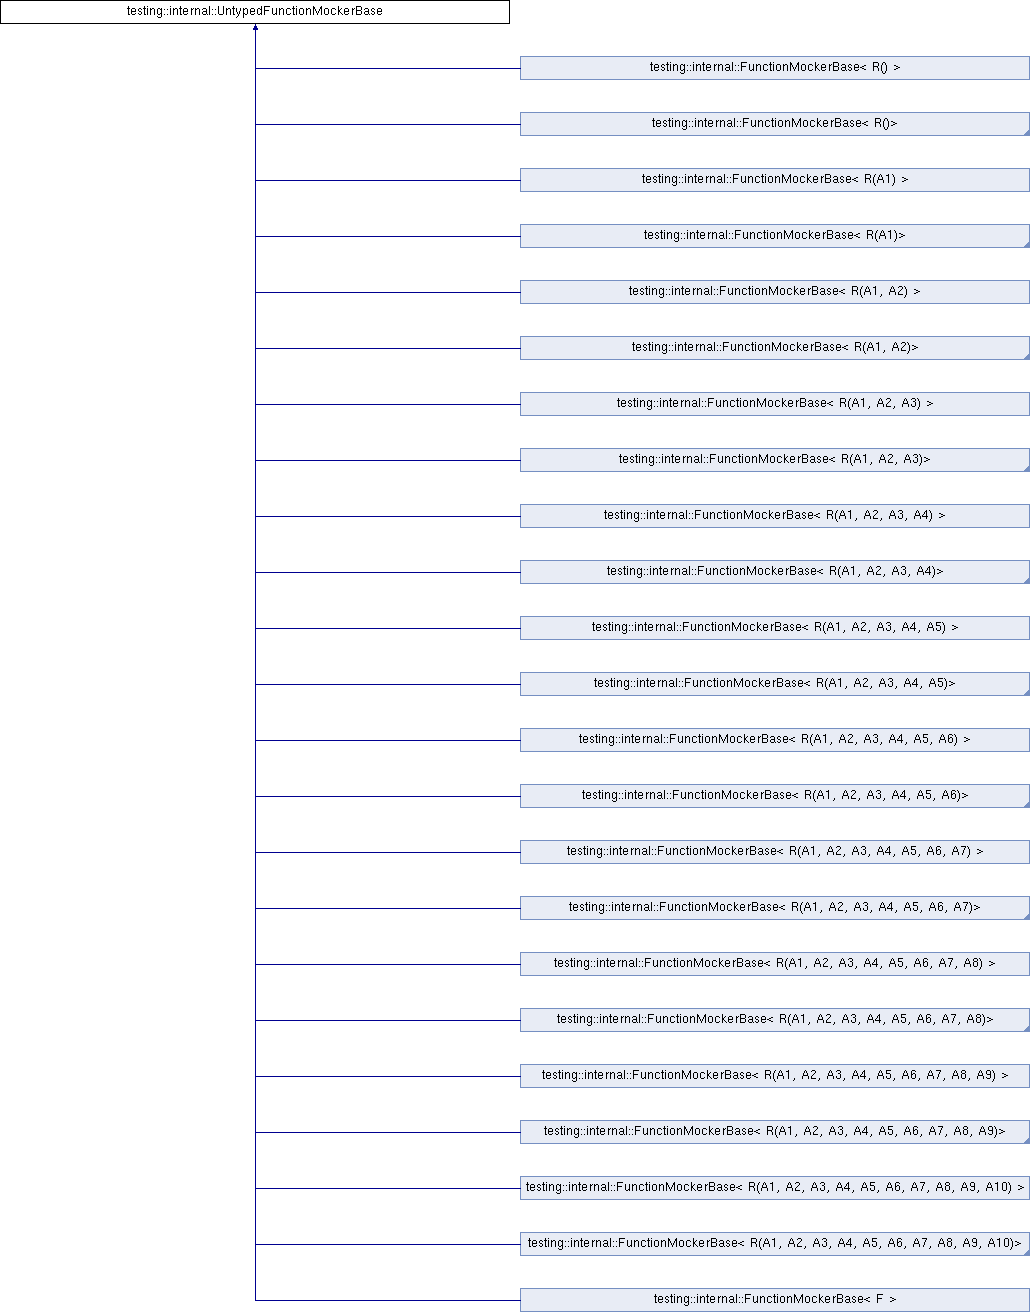 testing::internal::UntypedFunctionMockerBase
testing::internal::FunctionMockerBase< R() >
testing::internal::FunctionMockerBase< R()>
testing::internal::FunctionMockerBase< R(A1) >
testing::internal::FunctionMockerBase< R(A1)>
testing::internal::FunctionMockerBase< R(A1, A2) >
testing::internal::FunctionMockerBase< R(A1, A2)>
testing::internal::FunctionMockerBase< R(A1, A2, A3) >
testing::internal::FunctionMockerBase< R(A1, A2, A3)>
testing::internal::FunctionMockerBase< R(A1, A2, A3, A4) >
testing::internal::FunctionMockerBase< R(A1, A2, A3, A4)>
testing::internal::FunctionMockerBase< R(A1, A2, A3, A4, A5) >
testing::internal::FunctionMockerBase< R(A1, A2, A3, A4, A5)>
testing::internal::FunctionMockerBase< R(A1, A2, A3, A4, A5, A6) >
testing::internal::FunctionMockerBase< R(A1, A2, A3, A4, A5, A6)>
testing::internal::FunctionMockerBase< R(A1, A2, A3, A4, A5, A6, A7) >
testing::internal::FunctionMockerBase< R(A1, A2, A3, A4, A5, A6, A7)>
testing::internal::FunctionMockerBase< R(A1, A2, A3, A4, A5, A6, A7, A8) >
testing::internal::FunctionMockerBase< R(A1, A2, A3, A4, A5, A6, A7, A8)>
testing::internal::FunctionMockerBase< R(A1, A2, A3, A4, A5, A6, A7, A8, A9) >
testing::internal::FunctionMockerBase< R(A1, A2, A3, A4, A5, A6, A7, A8, A9)>
testing::internal::FunctionMockerBase< R(A1, A2, A3, A4, A5, A6, A7, A8, A9, A10) >
testing::internal::FunctionMockerBase< R(A1, A2, A3, A4, A5, A6, A7, A8, A9, A10)>
testing::internal::FunctionMockerBase< F >